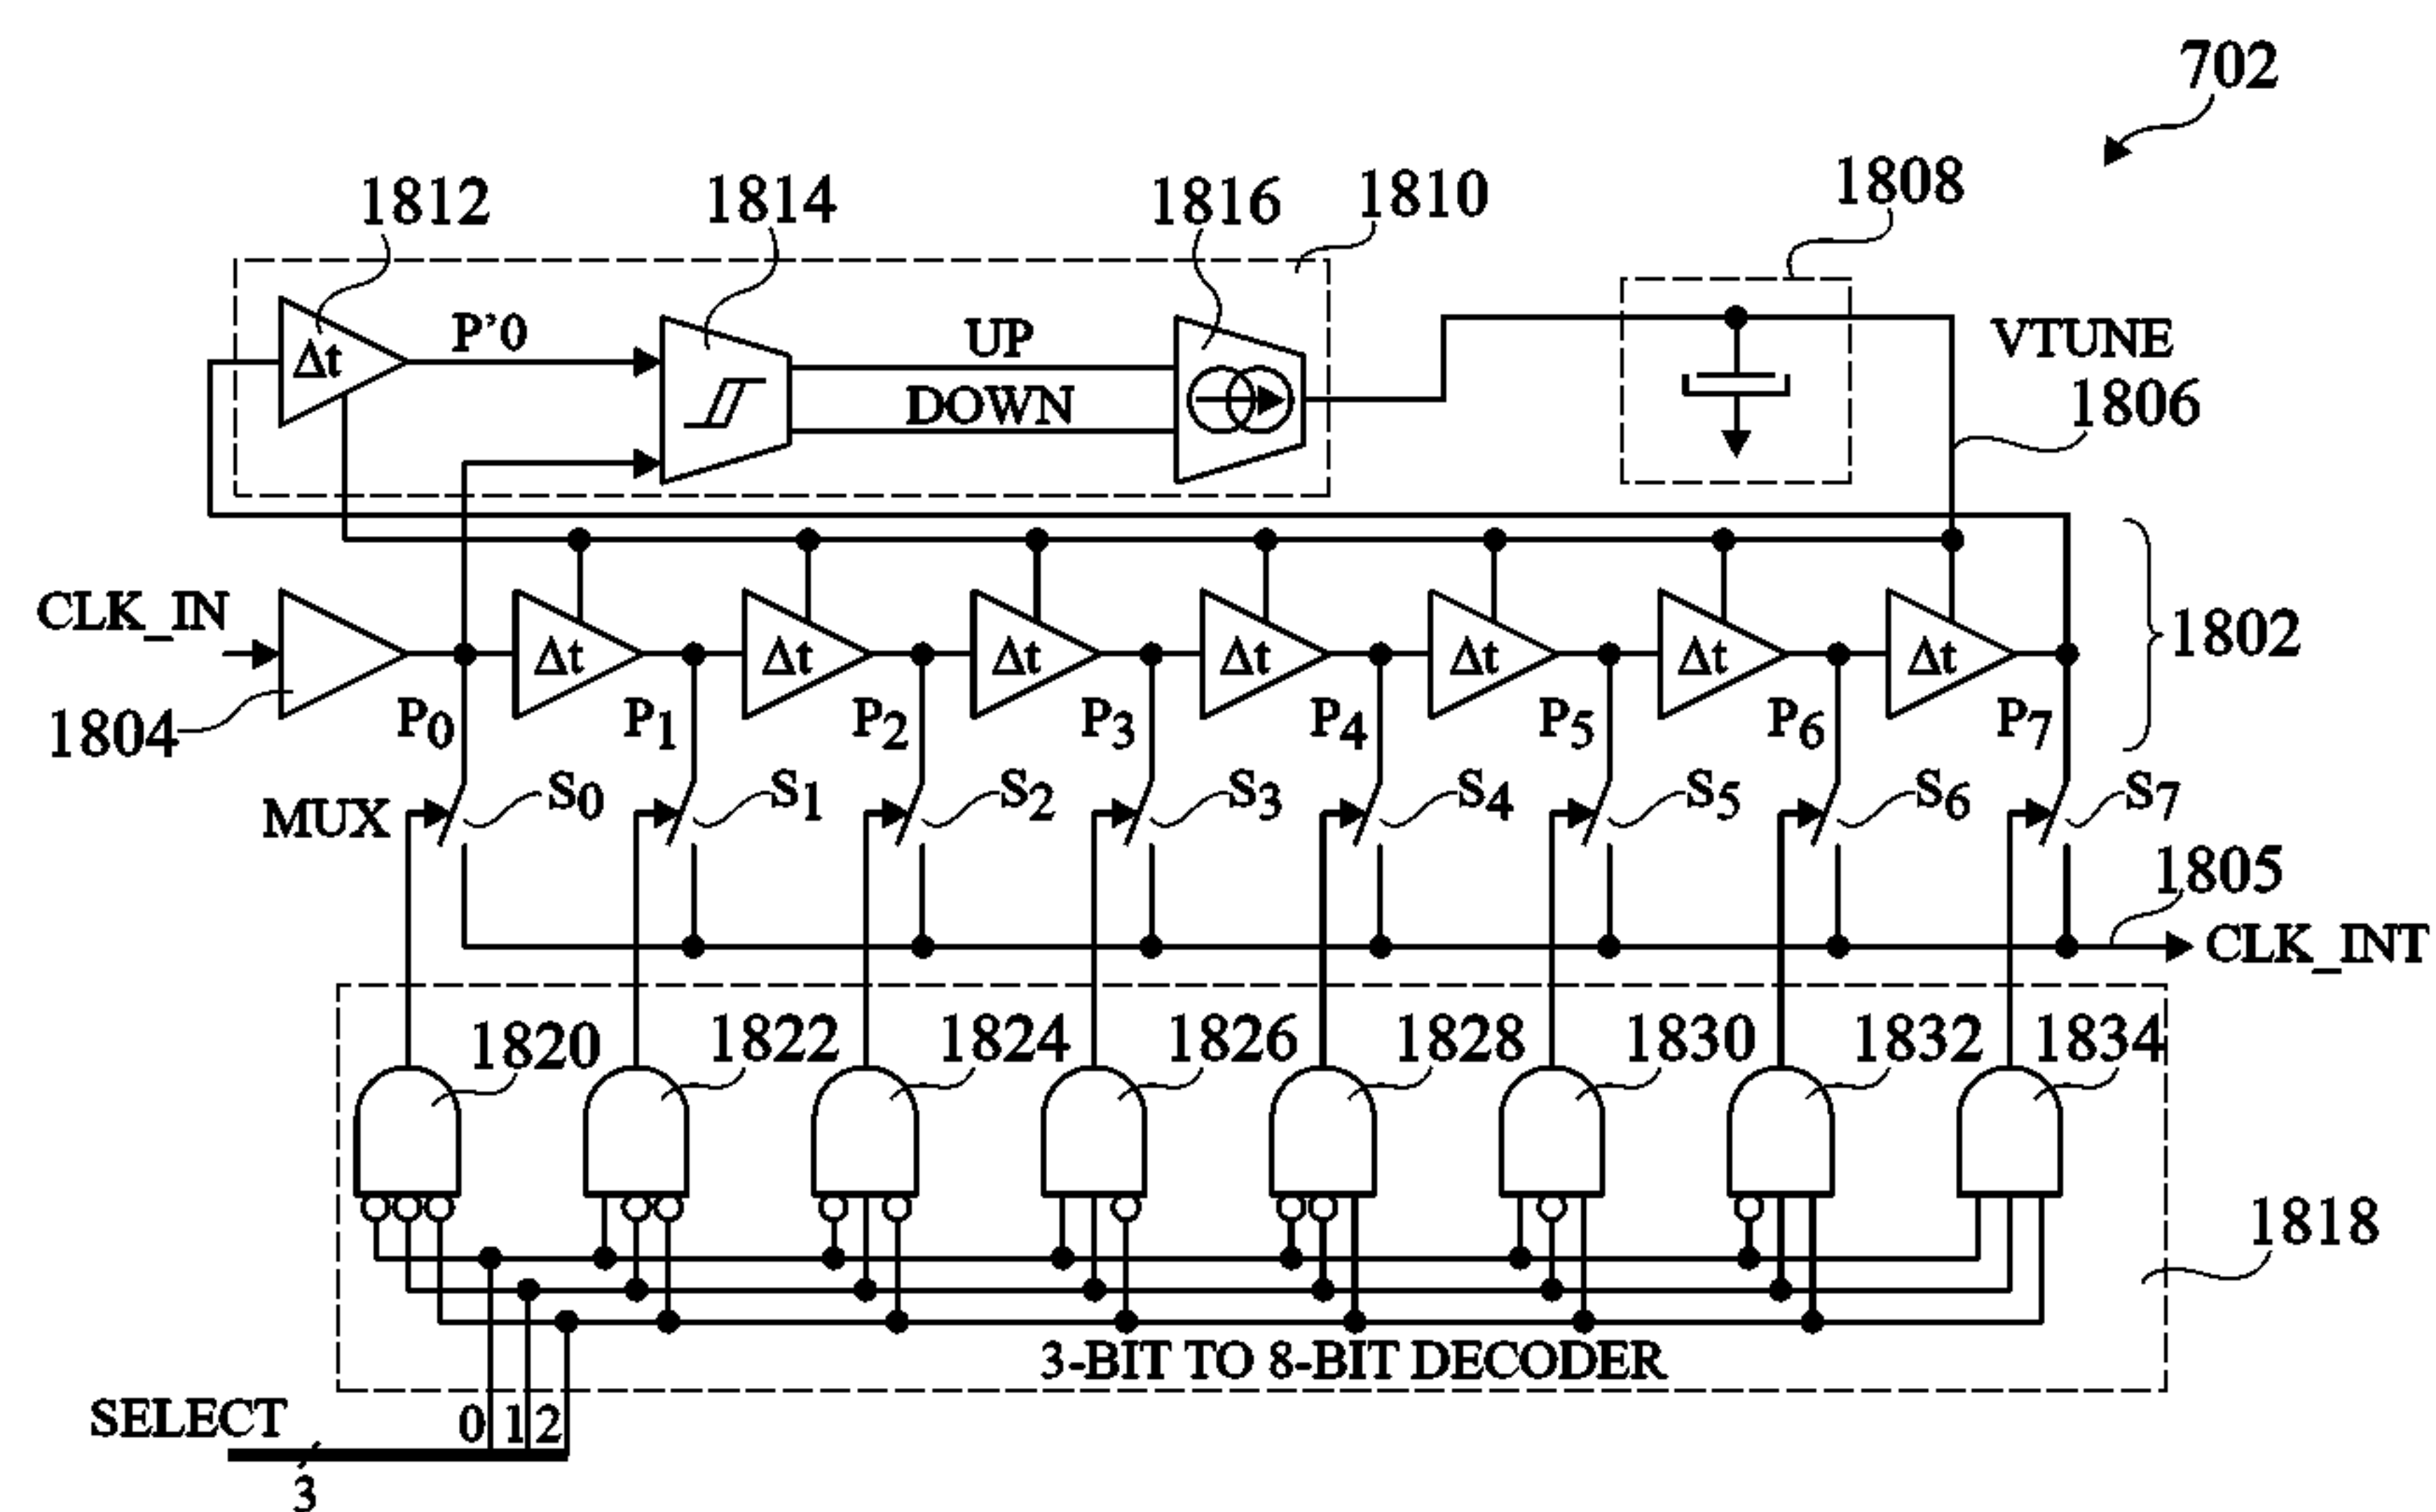 702
1812
1814
1816
1810
1808
Δt
P'0
UP
DOWN
VTUNE
1806
CLK_IN
Δt
Δt
Δt
Δt
Δt
Δt
Δt
1802
1804
P0
P1
P2
P3
P4
P5
P6
P7
MUX
S0
S1
S2
S3
S4
S5
S6
S7
1805
CLK_INT
1820
1822
1824
1826
1828
1830
1832
1834
1818
3-BIT TO 8-BIT DECODER
SELECT
0
1
2
3